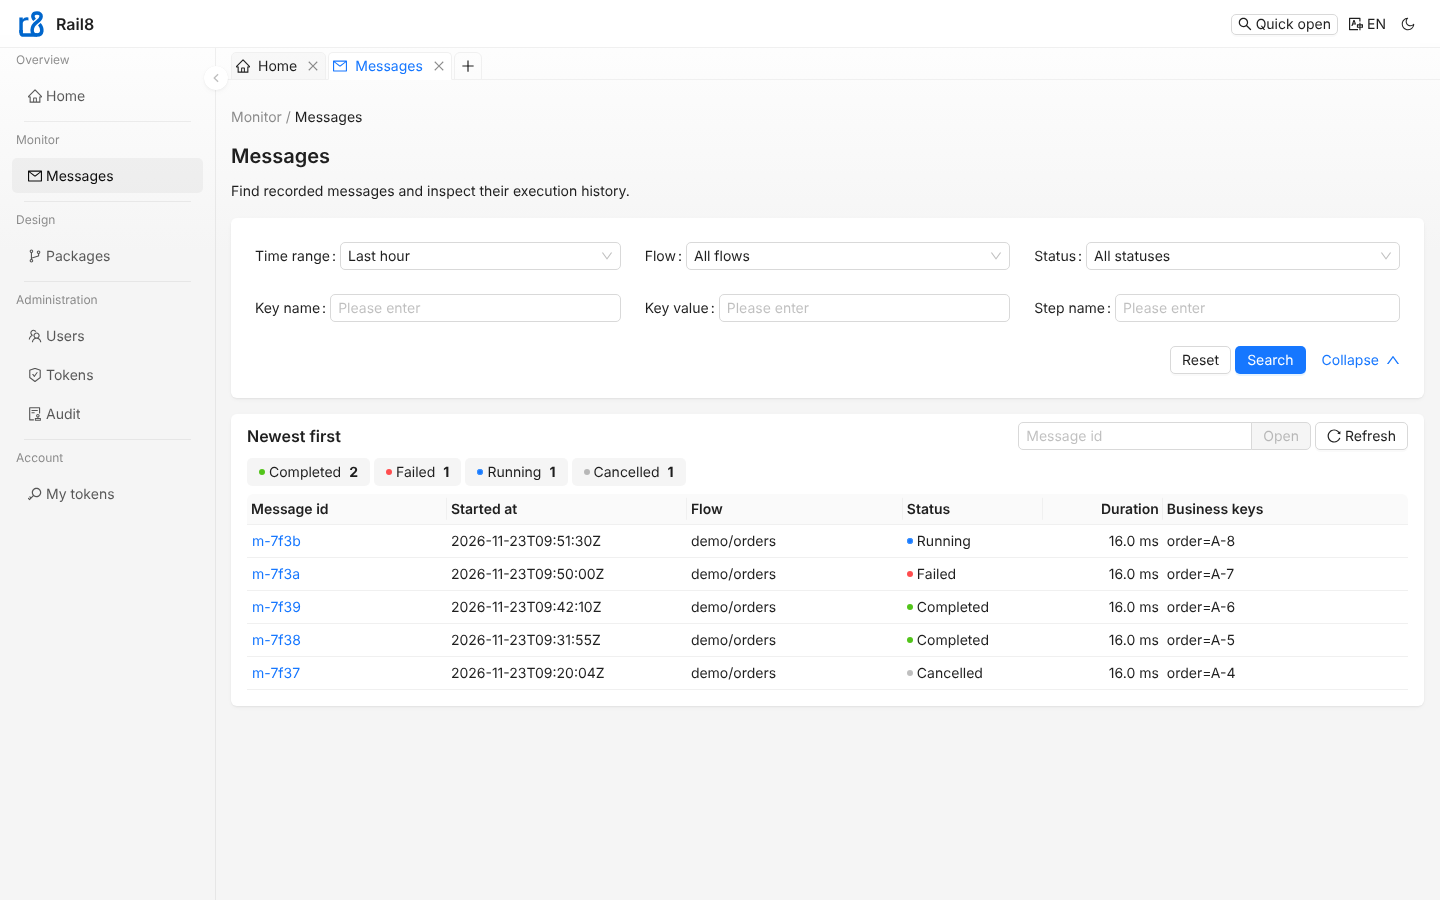 r8 Rail8 Quick open EN
Overview
Home
Monitor
Messages
Design
Packages
Administration
Users
Tokens
Audit
Account
My tokens
Home Messages
Monitor / Messages
Messages
Find recorded messages and inspect their execution history.
Time range: Last hour Flow: All flows Status: All statuses
Key name: Please enter Key value: Please enter Step name: Please enter
Reset Search Collapse
Newest first Message id Open Refresh
Completed 2 Failed 1 Running 1 Cancelled 1
Message id Started at Flow Status Duration Business keys
m-7f3b 2026-11-23T09:51:30Z demo/orders Running 16.0 ms order=A-8
m-7f3a 2026-11-23T09:50:00Z demo/orders Failed 16.0 ms order=A-7
m-7f39 2026-11-23T09:42:10Z demo/orders Completed 16.0 ms order=A-6
m-7f38 2026-11-23T09:31:55Z demo/orders Completed 16.0 ms order=A-5
m-7f37 2026-11-23T09:20:04Z demo/orders Cancelled 16.0 ms order=A-4